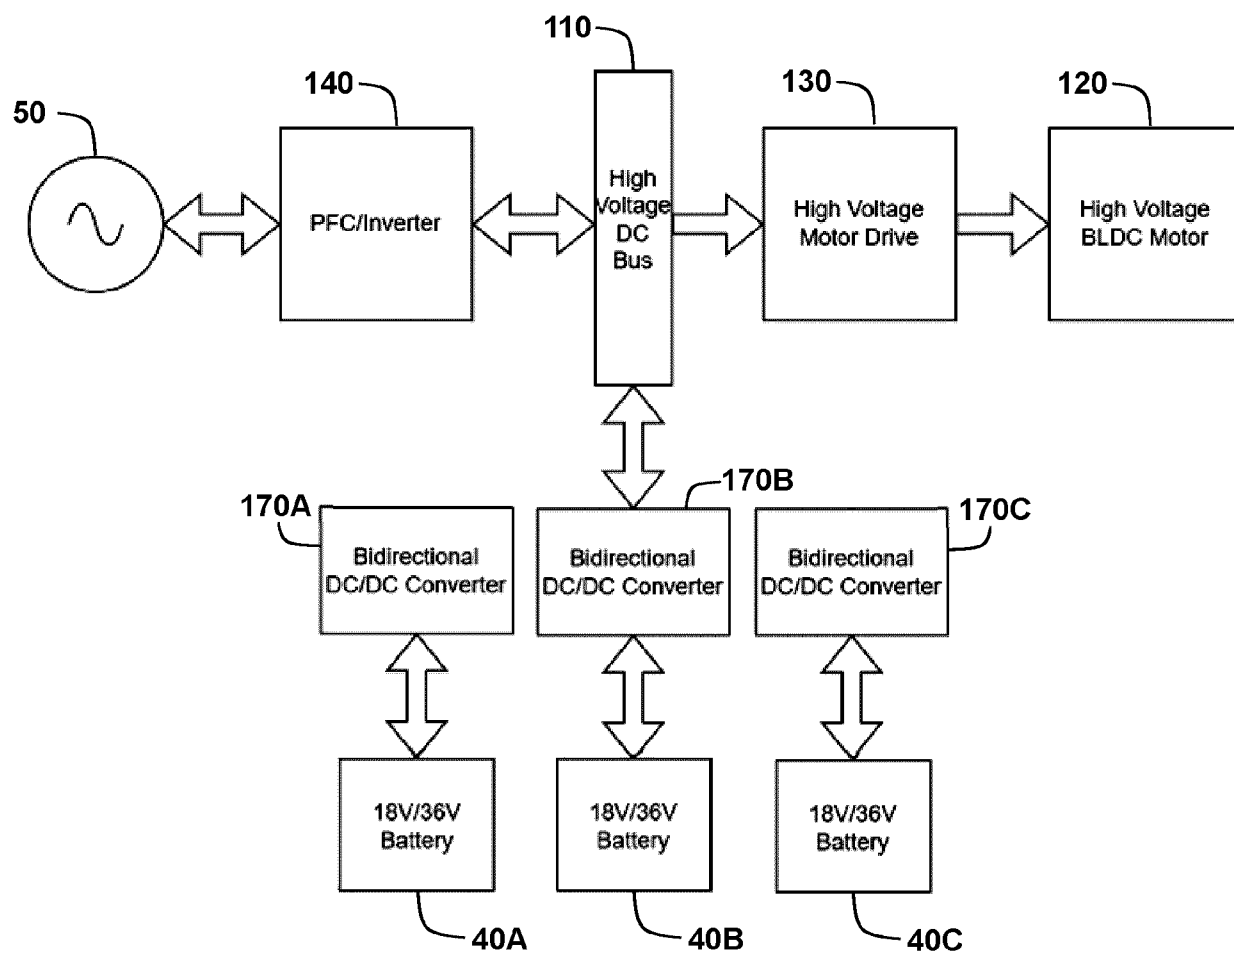 110
140
130
120
50
PFC/Inverter
High
Voltage
DC
Bus
High Voltage
Motor Drive
High Voltage
BLDC Motor
170A
170B
170C
Bidirectional
DC/DC Converter
Bidirectional
DC/DC Converter
Bidirectional
DC/DC Converter
18V/36V
Battery
18V/36V
Battery
18V/36V
Battery
40A
40B
40C